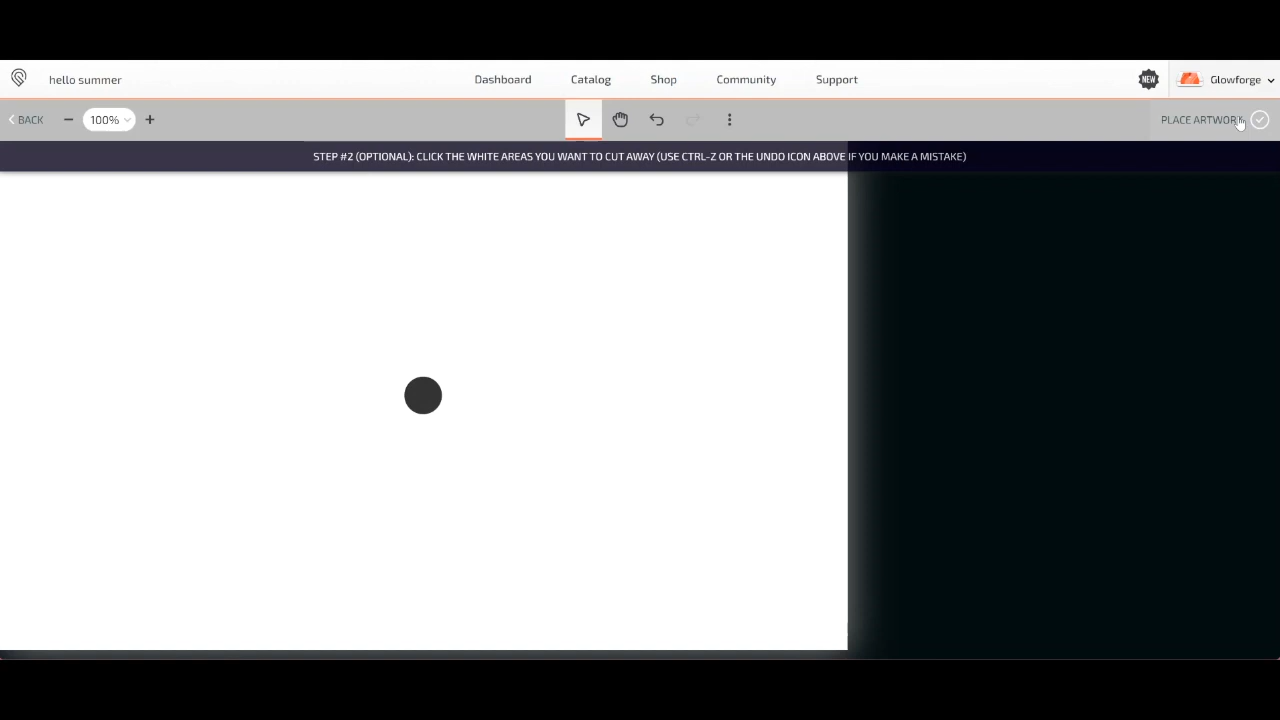 hello summer
Dashboard
Catalog
Shop
Community
Support
NEW
Glowforge
BACK
100%
PLACE ARTWORK
STEP #2 (OPTIONAL): CLICK THE WHITE AREAS YOU WANT TO CUT AWAY (USE CTRL-Z OR THE UNDO ICON ABOVE IF YOU MAKE A MISTAKE)